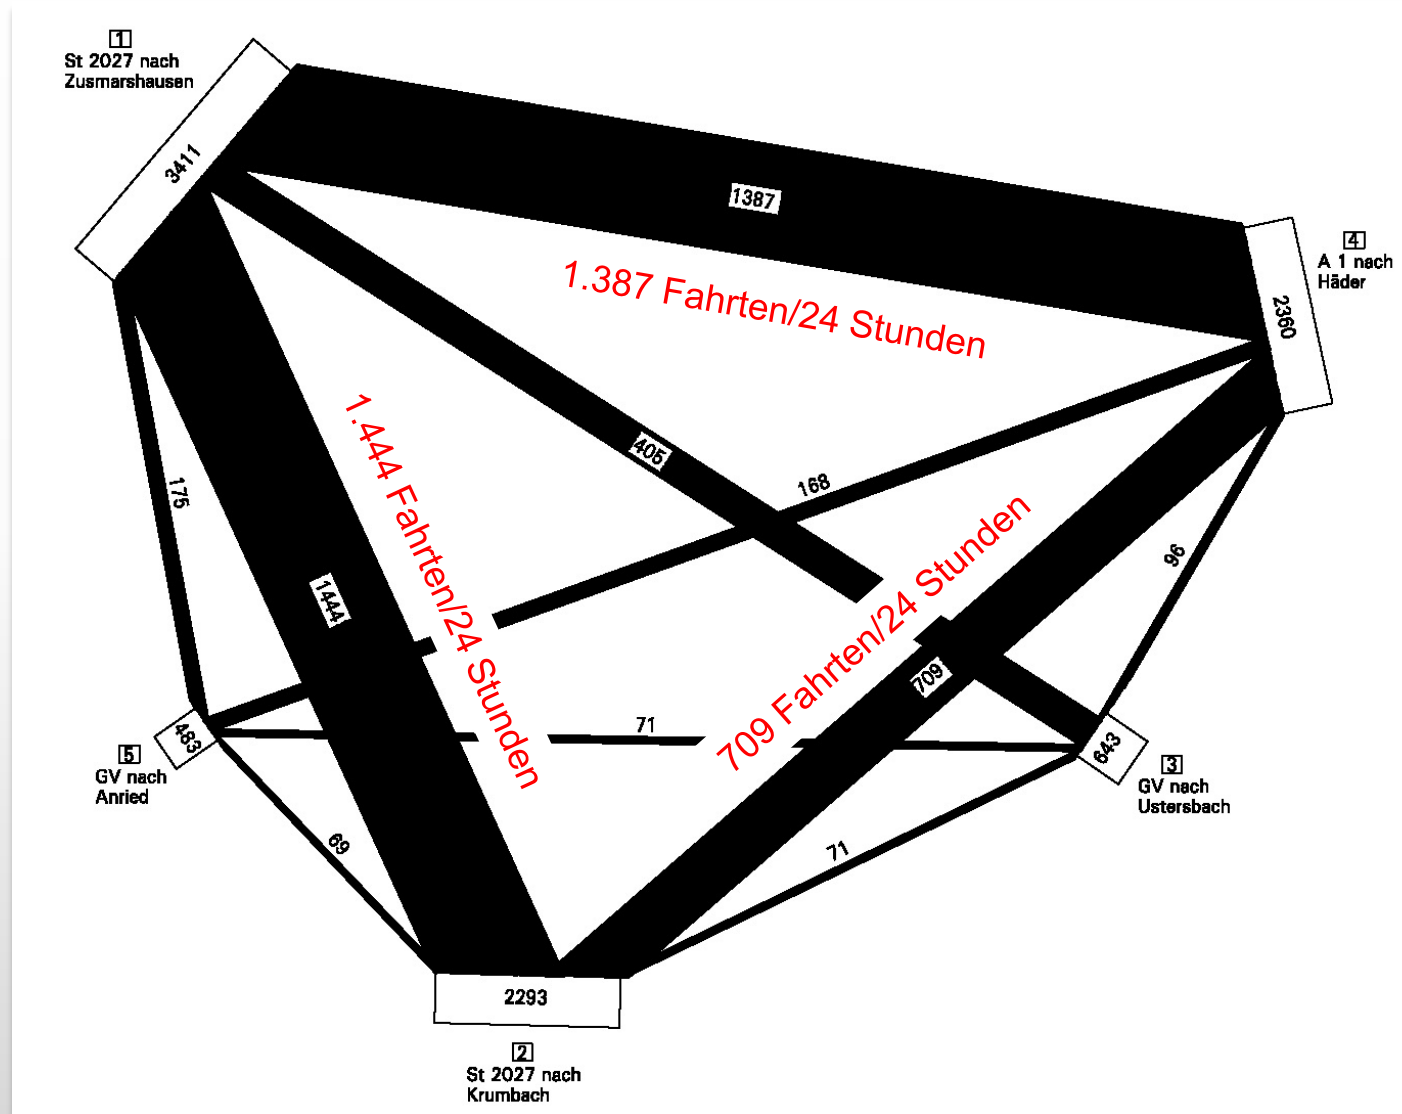 1
St 2027 nach
Zusmarshausen
3411
1387
1.387 Fahrten/24 Stunden
4
A 1 nach
Häder
2360
405
168
175
1.444 Fahrten/24 Stunden
1444
96
709 Fahrten/24 Stunden
709
71
483
5
GV nach
Anried
643
3
GV nach
Ustersbach
69
71
2293
2
St 2027 nach
Krumbach